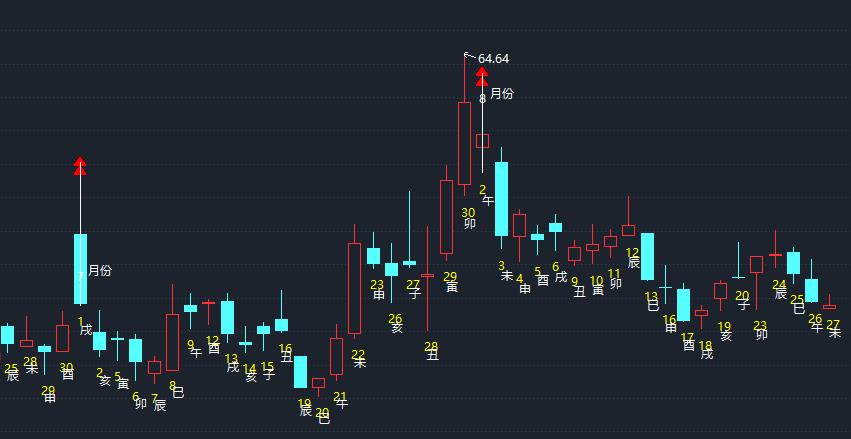 64.64
8 月份
7 月份
25 辰
28 未
29 申
30 酉
1 戌
2 亥
5 寅
6 卯
7 辰
8 巳
9 午
12 酉
13 戌
14 亥
15 子
16 丑
19 辰
20 巳
21 午
22 未
23 申
26 亥
27 子
28 丑
29 寅
30 卯
2 午
3 未
4 申
5 酉
6 戌
9 丑
10 寅
11 卯
12 辰
13 巳
16 申
17 酉
18 戌
19 亥
20 子
23 卯
24 辰
25 巳
26 午
27 未